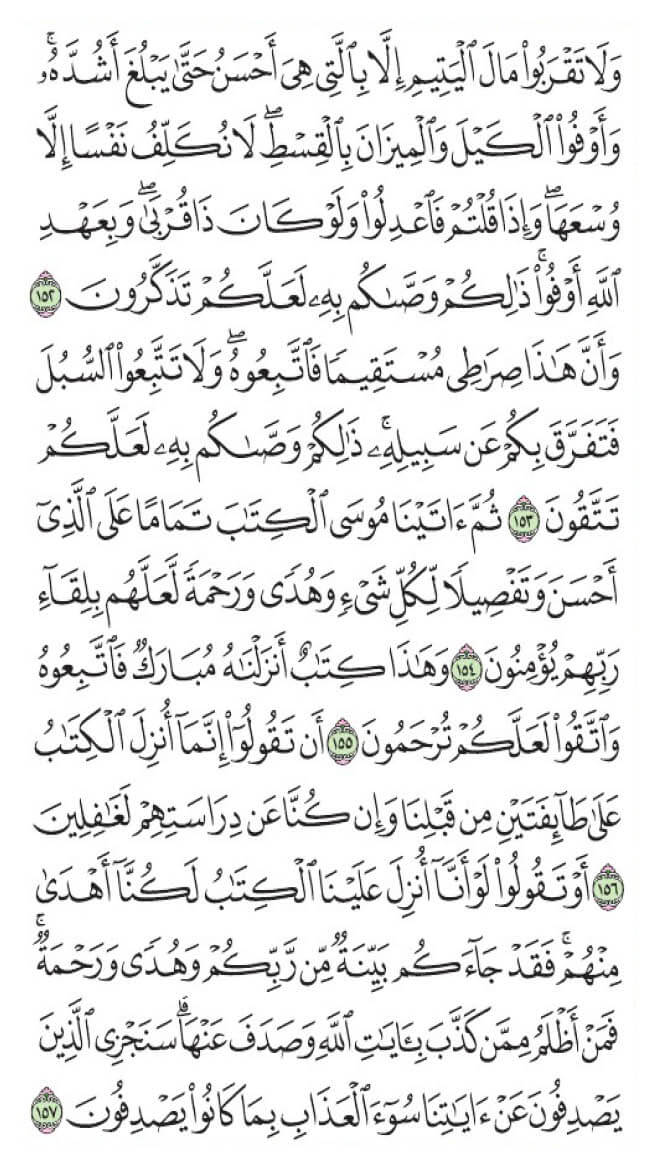 وَلَا تَقۡرَبُواْ مَالَ ٱلۡيَتِيمِ إِلَّا بِٱلَّتِي هِيَ أَحۡسَنُ حَتَّىٰ يَبۡلُغَ أَشُدَّهُۥۚ
وَأَوۡفُواْ ٱلۡكَيۡلَ وَٱلۡمِيزَانَ بِٱلۡقِسۡطِۖ لَا نُكَلِّفُ نَفۡسًا إِلَّا
وُسۡعَهَاۖ وَإِذَا قُلۡتُمۡ فَٱعۡدِلُواْ وَلَوۡ كَانَ ذَا قُرۡبَىٰۖ وَبِعَهۡدِ
ٱللَّهِ أَوۡفُواْۚ ذَٰلِكُمۡ وَصَّىٰكُم بِهِۦ لَعَلَّكُمۡ تَذَكَّرُونَ ١٥٢
وَأَنَّ هَٰذَا صِرَٰطِي مُسۡتَقِيمٗا فَٱتَّبِعُوهُۖ وَلَا تَتَّبِعُواْ ٱلسُّبُلَ
فَتَفَرَّقَ بِكُمۡ عَن سَبِيلِهِۦۚ ذَٰلِكُمۡ وَصَّىٰكُم بِهِۦ لَعَلَّكُمۡ
تَتَّقُونَ ١٥٣ ثُمَّ ءَاتَيۡنَا مُوسَى ٱلۡكِتَٰبَ تَمَامًا عَلَى ٱلَّذِيٓ
أَحۡسَنَ وَتَفۡصِيلٗا لِّكُلِّ شَيۡءٖ وَهُدٗى وَرَحۡمَةٗ لَّعَلَّهُم بِلِقَآءِ
رَبِّهِمۡ يُؤۡمِنُونَ ١٥٤ وَهَٰذَا كِتَٰبٌ أَنزَلۡنَٰهُ مُبَارَكٞ فَٱتَّبِعُوهُ
وَٱتَّقُواْ لَعَلَّكُمۡ تُرۡحَمُونَ ١٥٥ أَن تَقُولُوٓاْ إِنَّمَآ أُنزِلَ ٱلۡكِتَٰبُ
عَلَىٰ طَآئِفَتَيۡنِ مِن قَبۡلِنَا وَإِن كُنَّا عَن دِرَاسَتِهِمۡ لَغَٰفِلِينَ
١٥٦ أَوۡ تَقُولُواْ لَوۡ أَنَّآ أُنزِلَ عَلَيۡنَا ٱلۡكِتَٰبُ لَكُنَّآ أَهۡدَىٰ
مِنۡهُمۡۚ فَقَدۡ جَآءَكُم بَيِّنَةٞ مِّن رَّبِّكُمۡ وَهُدٗى وَرَحۡمَةٞۚ
فَمَنۡ أَظۡلَمُ مِمَّن كَذَّبَ بِـَٔايَٰتِ ٱللَّهِ وَصَدَفَ عَنۡهَاۗ سَنَجۡزِي ٱلَّذِينَ
يَصۡدِفُونَ عَنۡ ءَايَٰتِنَا سُوٓءَ ٱلۡعَذَابِ بِمَا كَانُواْ يَصۡدِفُونَ ١٥٧